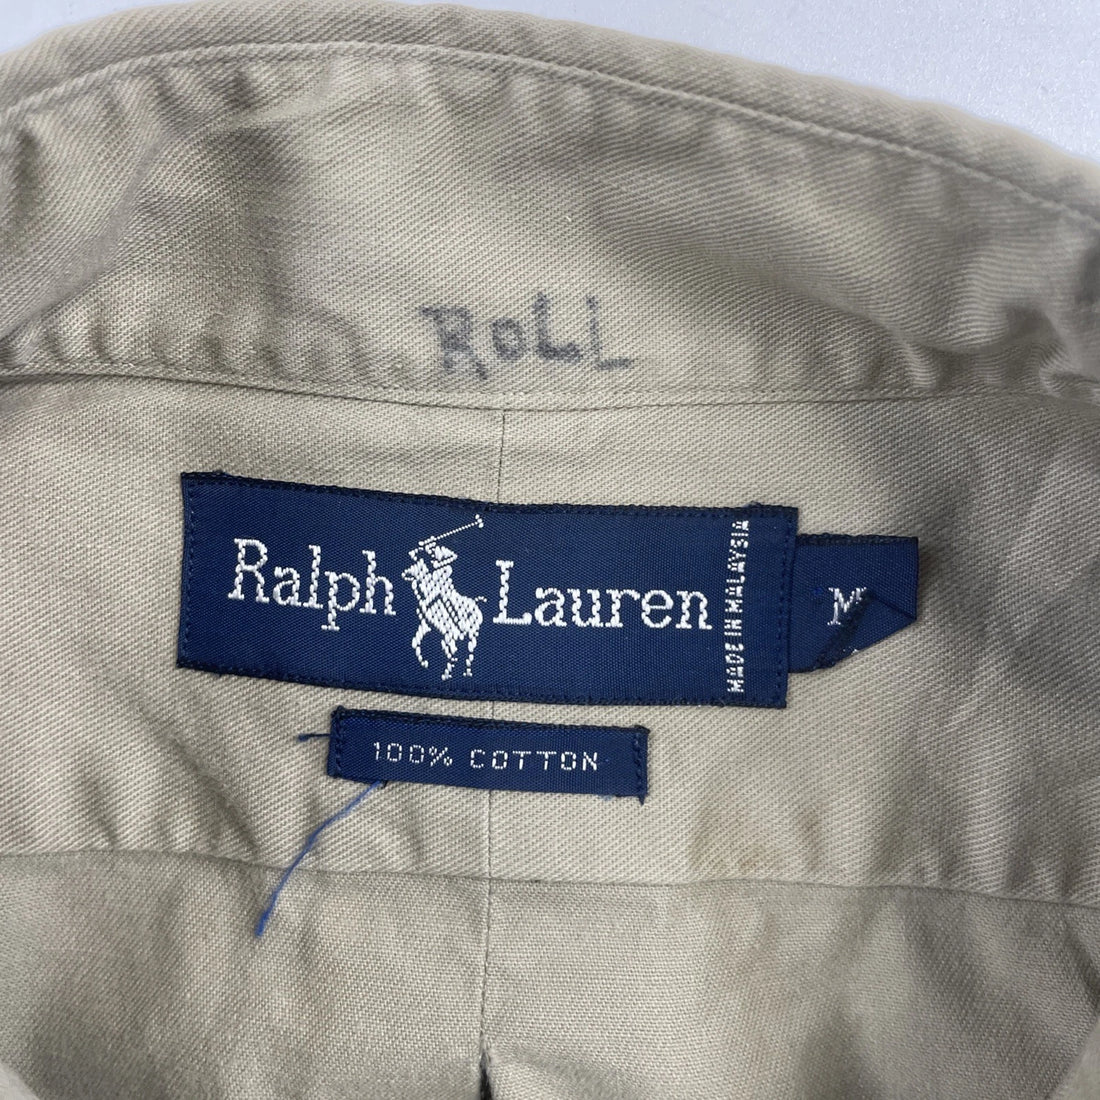 RoLL
Ralph Lauren
MADE IN MALAYSIA
M
100% COTTON